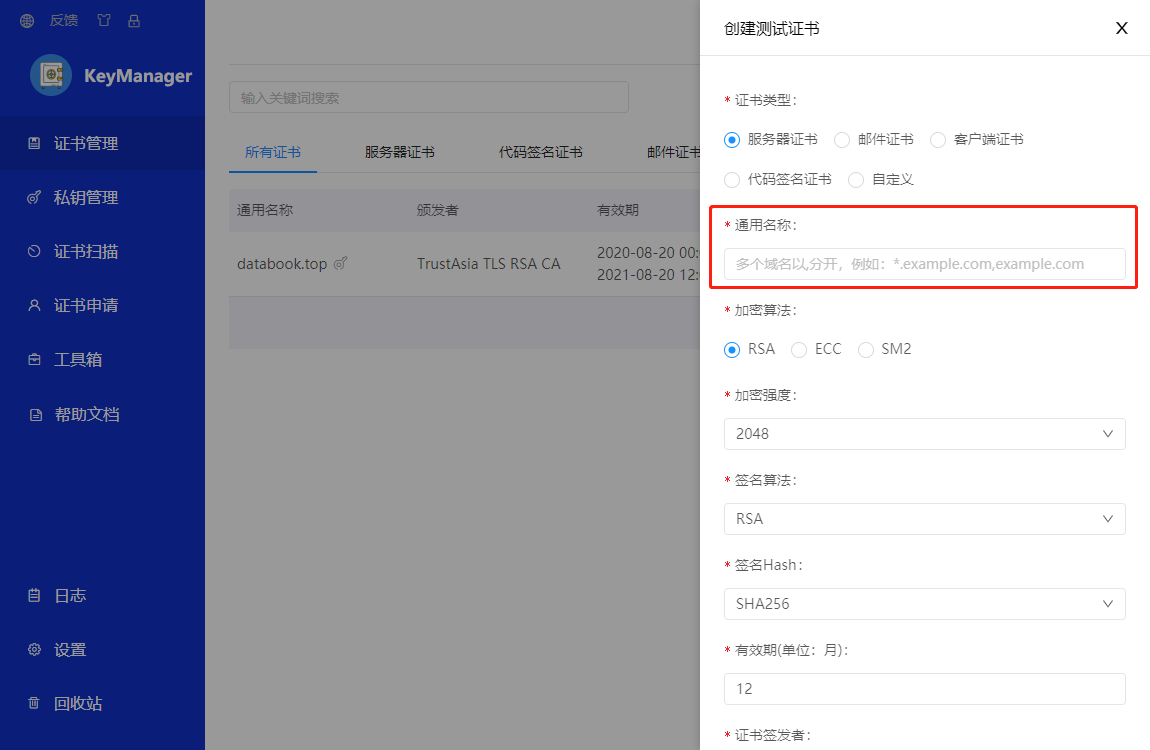 反馈
KeyManager
证书管理
私钥管理
证书扫描
证书申请
工具箱
帮助文档
日志
设置
回收站
输入关键词搜索
所有证书 服务器证书 代码签名证书 邮件证书
通用名称 颁发者 有效期
databook.top TrustAsia TLS RSA CA 2020-08-20 00:
2021-08-20 12:
创建测试证书 X
* 证书类型:
服务器证书 邮件证书 客户端证书
代码签名证书 自定义
* 通用名称:
多个域名以,分开，例如：*.example.com,example.com
* 加密算法:
RSA ECC SM2
* 加密强度:
2048
* 签名算法:
RSA
* 签名Hash:
SHA256
* 有效期(单位：月):
12
* 证书签发者: